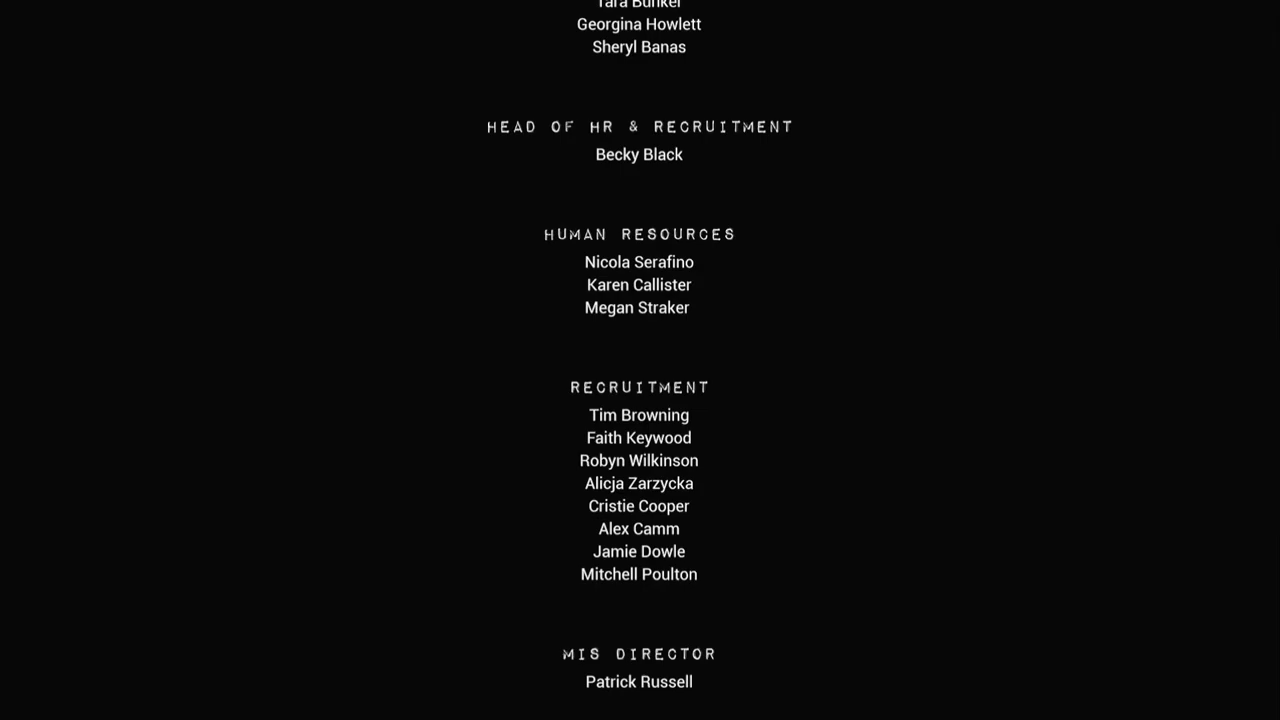 Tara Bunker
Georgina Howlett
Sheryl Banas
HEAD OF HR & RECRUITMENT
Becky Black
HUMAN RESOURCES
Nicola Serafino
Karen Callister
Megan Straker
RECRUITMENT
Tim Browning
Faith Keywood
Robyn Wilkinson
Alicja Zarzycka
Cristie Cooper
Alex Camm
Jamie Dowle
Mitchell Poulton
MIS DIRECTOR
Patrick Russell